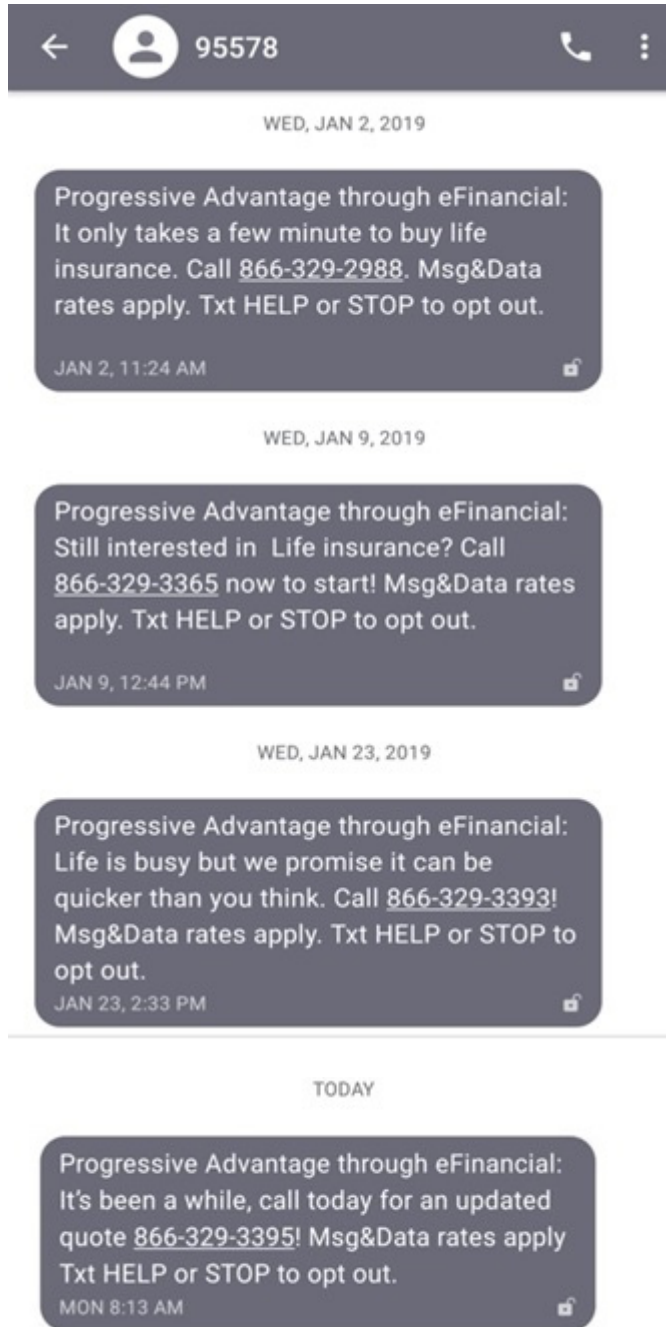 95578
WED, JAN 2, 2019
Progressive Advantage through eFinancial:
It only takes a few minute to buy life
insurance. Call 866-329-2988. Msg&Data
rates apply. Txt HELP or STOP to opt out.
JAN 2, 11:24 AM
WED, JAN 9, 2019
Progressive Advantage through eFinancial:
Still interested in  Life insurance? Call
866-329-3365 now to start! Msg&Data rates
apply. Txt HELP or STOP to opt out.
JAN 9, 12:44 PM
WED, JAN 23, 2019
Progressive Advantage through eFinancial:
Life is busy but we promise it can be
quicker than you think. Call 866-329-3393!
Msg&Data rates apply. Txt HELP or STOP to
opt out.
JAN 23, 2:33 PM
TODAY
Progressive Advantage through eFinancial:
It's been a while, call today for an updated
quote 866-329-3395! Msg&Data rates apply
Txt HELP or STOP to opt out.
MON 8:13 AM